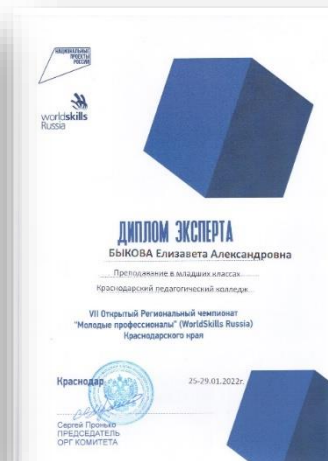 НАЦИОНАЛЬНЫЕ
ПРОЕКТЫ
РОССИИ
worldskills
Russia
ДИПЛОМ ЭКСПЕРТА
БЫКОВА Елизавета Александровна
Преподавание в младших классах
Краснодарский педагогический колледж
VII Открытый Региональный чемпионат
"Молодые профессионалы" (WorldSkills Russia)
Краснодарского края
Краснодар 25-29.01.2022г.
Сергей Пронько
ПРЕДСЕДАТЕЛЬ
ОРГ КОМИТЕТА